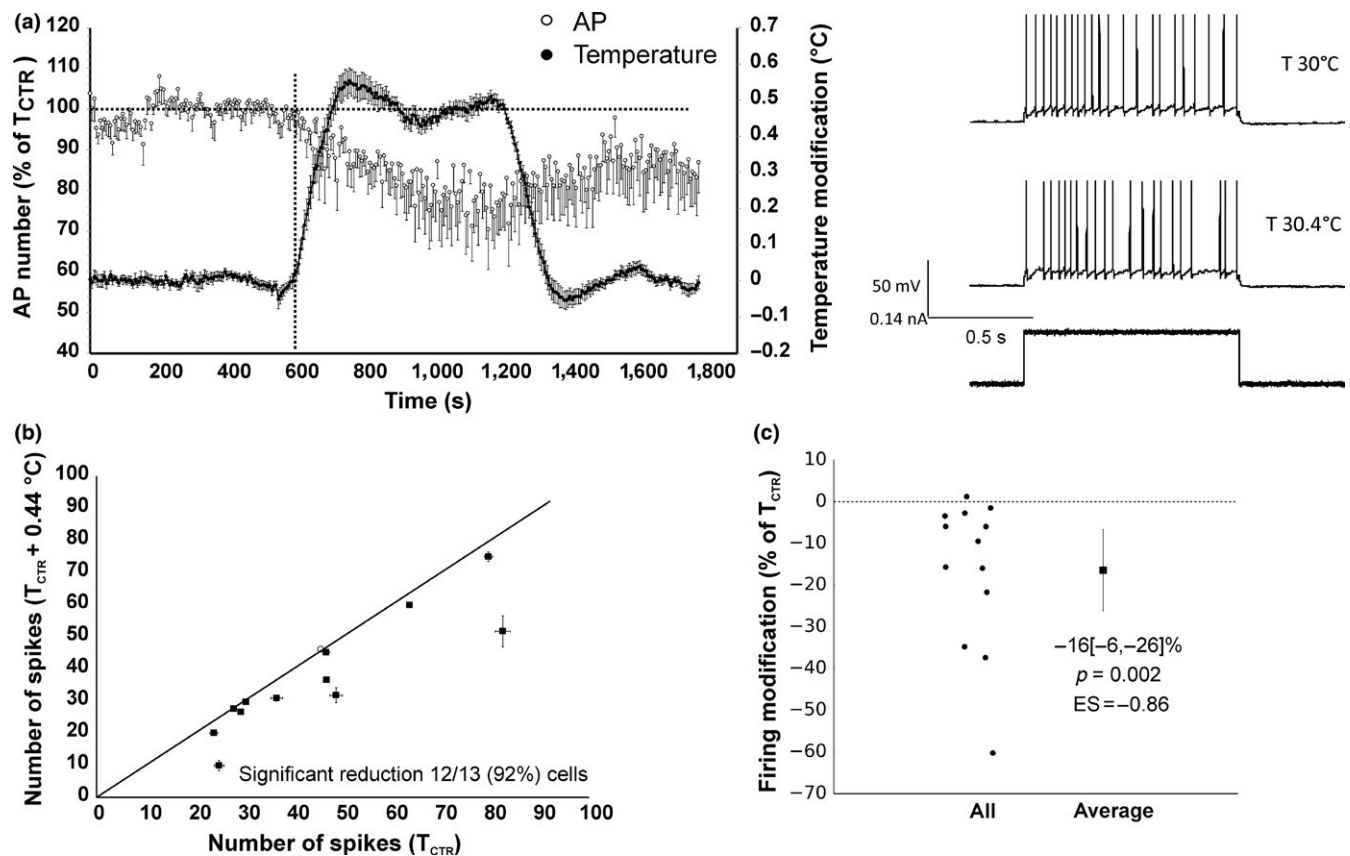 (a)
AP
Temperature
AP number (% of TCTR)
120
110
100
90
80
70
60
50
40
0.7
0.6
0.5
0.4
0.3
0.2
0.1
0
–0.1
–0.2
Temperature modification (°C)
0 200 400 600 800 1,000 1,200 1,400 1,600 1,800
Time (s)
T 30°C
T 30.4°C
50 mV
0.14 nA
0.5 s
(b)
Number of spikes (TCTR + 0.44 °C)
100
90
80
70
60
50
40
30
20
10
0
Significant reduction 12/13 (92%) cells
0 10 20 30 40 50 60 70 80 90 100
Number of spikes (TCTR)
(c)
Firing modification (% of TCTR)
10
0
–10
–20
–30
–40
–50
–60
–70
–16[–6,–26]%
p = 0.002
ES = –0.86
All Average